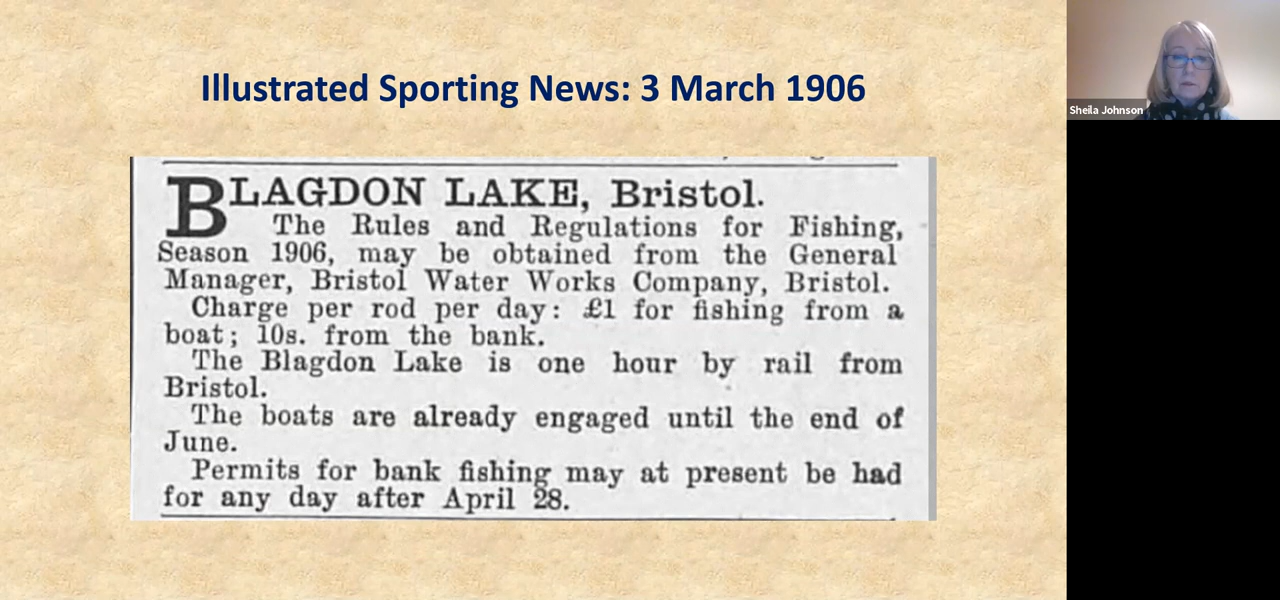 Illustrated Sporting News: 3 March 1906
BLAGDON LAKE, Bristol.
The Rules and Regulations for Fishing,
Season 1906, may be obtained from the General
Manager, Bristol Water Works Company, Bristol.
Charge per rod per day: £1 for fishing from a
boat; 10s. from the bank.
The Blagdon Lake is one hour by rail from
Bristol.
The boats are already engaged until the end of
June.
Permits for bank fishing may at present be had
for any day after April 28.
Sheila Johnson